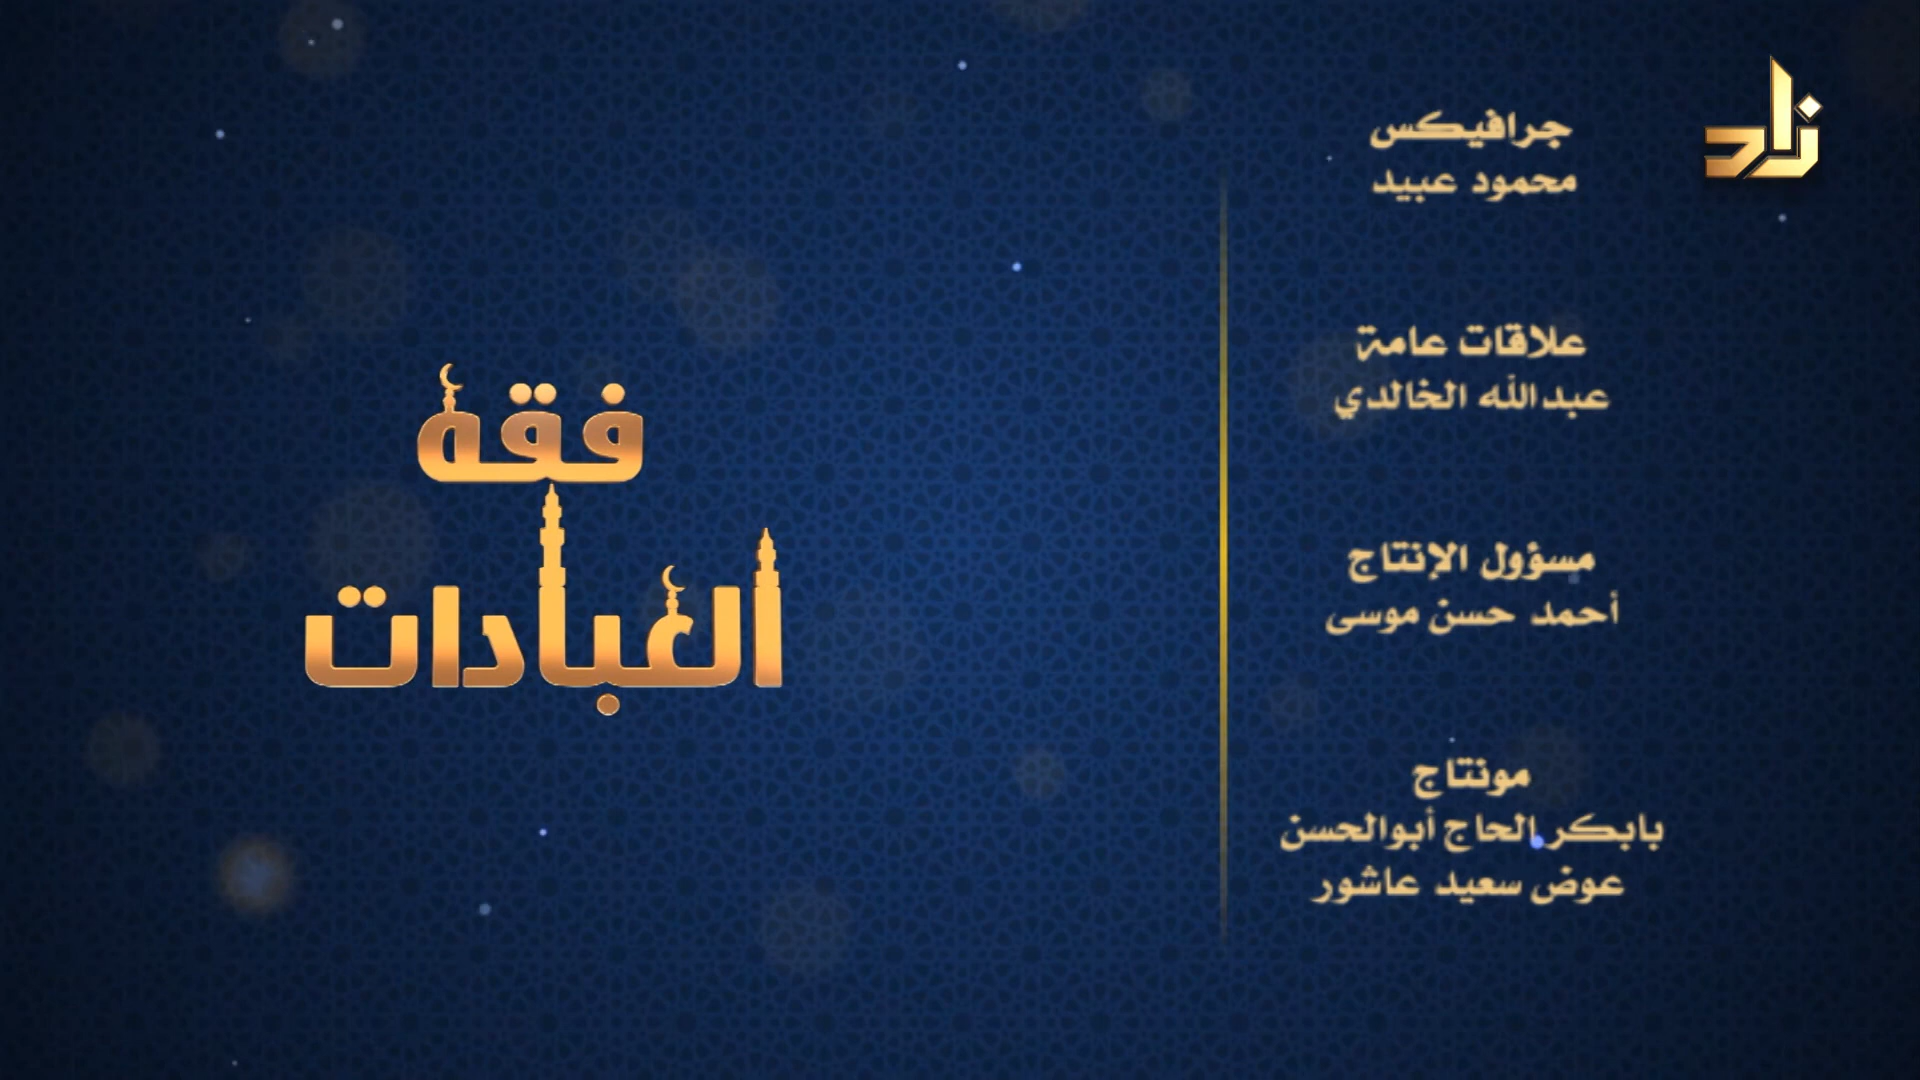 زاد
جرافيكس
محمود عبيد
علاقات عامة
عبدالله الخالدي
مسؤول الإنتاج
أحمد حسن موسى
مونتاج
بابكر الحاج أبوالحسن
عوض سعيد عاشور
فقه
العبادات